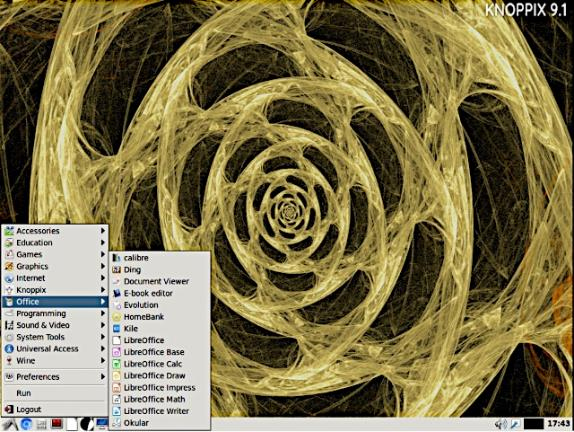 KNOPPIX 9.1
Accessories
Education
Games
Graphics
Internet
Knoppix
Office
Programming
Sound & Video
System Tools
Universal Access
Wine
Preferences
Run
Logout
calibre
Ding
Document Viewer
E-book editor
Evolution
HomeBank
Kile
LibreOffice
LibreOffice Base
LibreOffice Calc
LibreOffice Draw
LibreOffice Impress
LibreOffice Math
LibreOffice Writer
Okular
17:43